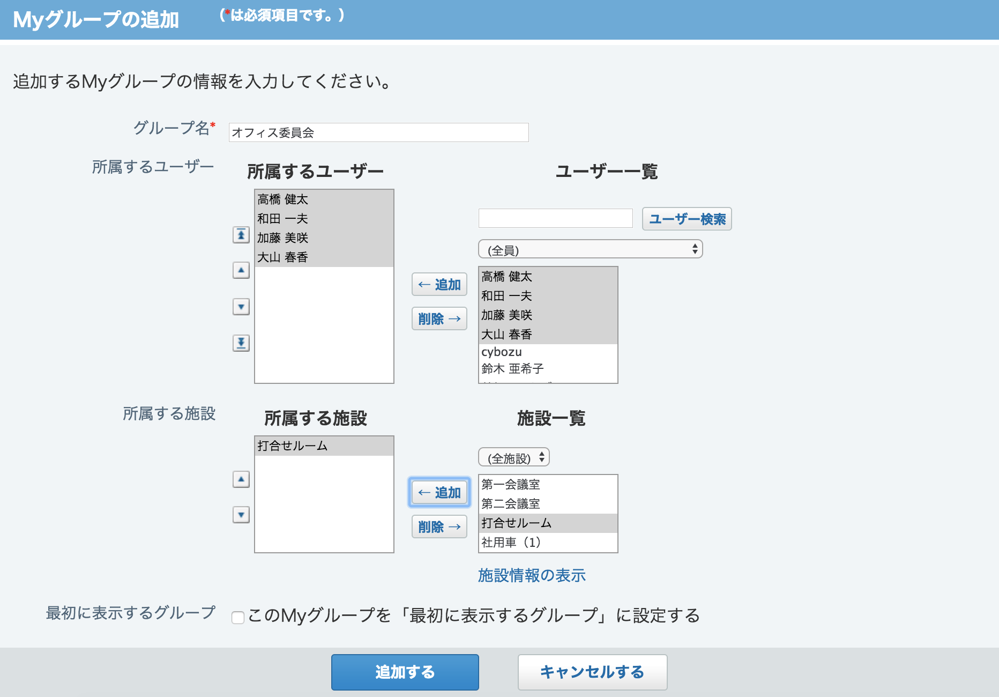 Myグループの追加 (*は必須項目です。)
追加するMyグループの情報を入力してください。
グループ名* オフィス委員会
所属するユーザー
所属するユーザー
ユーザー一覧
高橋 健太
和田 一夫
加藤 美咲
大山 春香
ユーザー検索
(全員)
← 追加
削除 →
高橋 健太
和田 一夫
加藤 美咲
大山 春香
cybozu
鈴木 亜希子
所属する施設
所属する施設
施設一覧
打合せルーム
(全施設)
← 追加
削除 →
第一会議室
第二会議室
打合せルーム
社用車（1）
施設情報の表示
最初に表示するグループ
このMyグループを「最初に表示するグループ」に設定する
追加する
キャンセルする